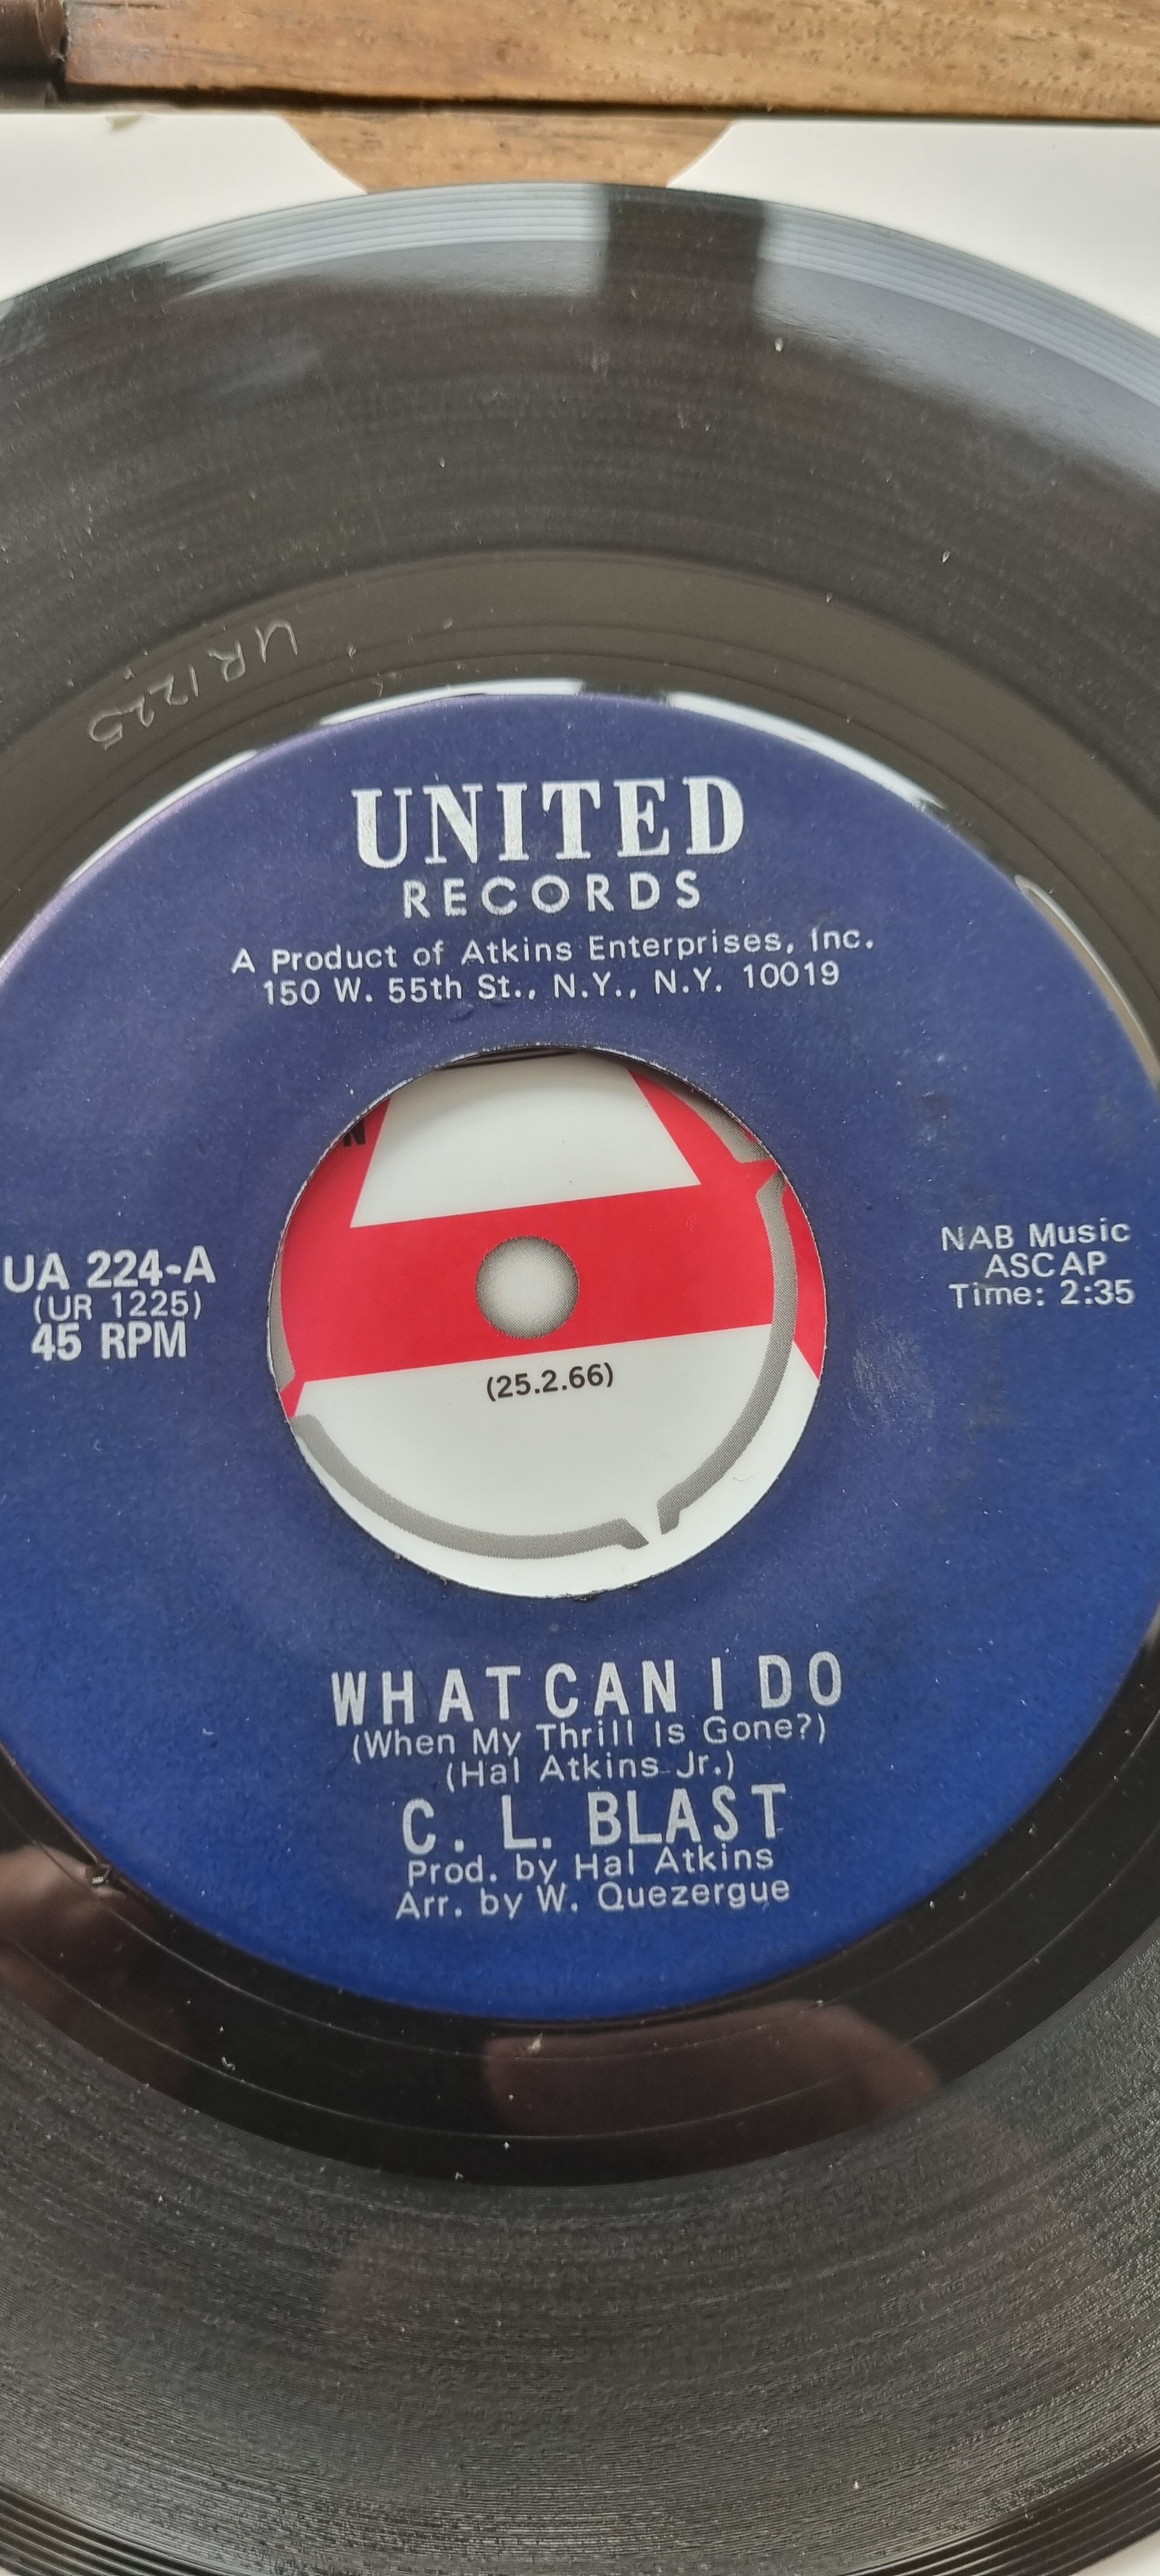 UR1225
UNITED
RECORDS
A Product of Atkins Enterprises, Inc.
150 W. 55th St., N.Y., N.Y. 10019
N
UA 224-A
(UR 1225)
45 RPM
NAB Music
ASCAP
Time: 2:35
(25.2.66)
WHAT CAN I DO
(When My Thrill Is Gone?)
(Hal Atkins Jr.)
C. L. BLAST
Prod. by Hal Atkins
Arr. by W. Quezergue